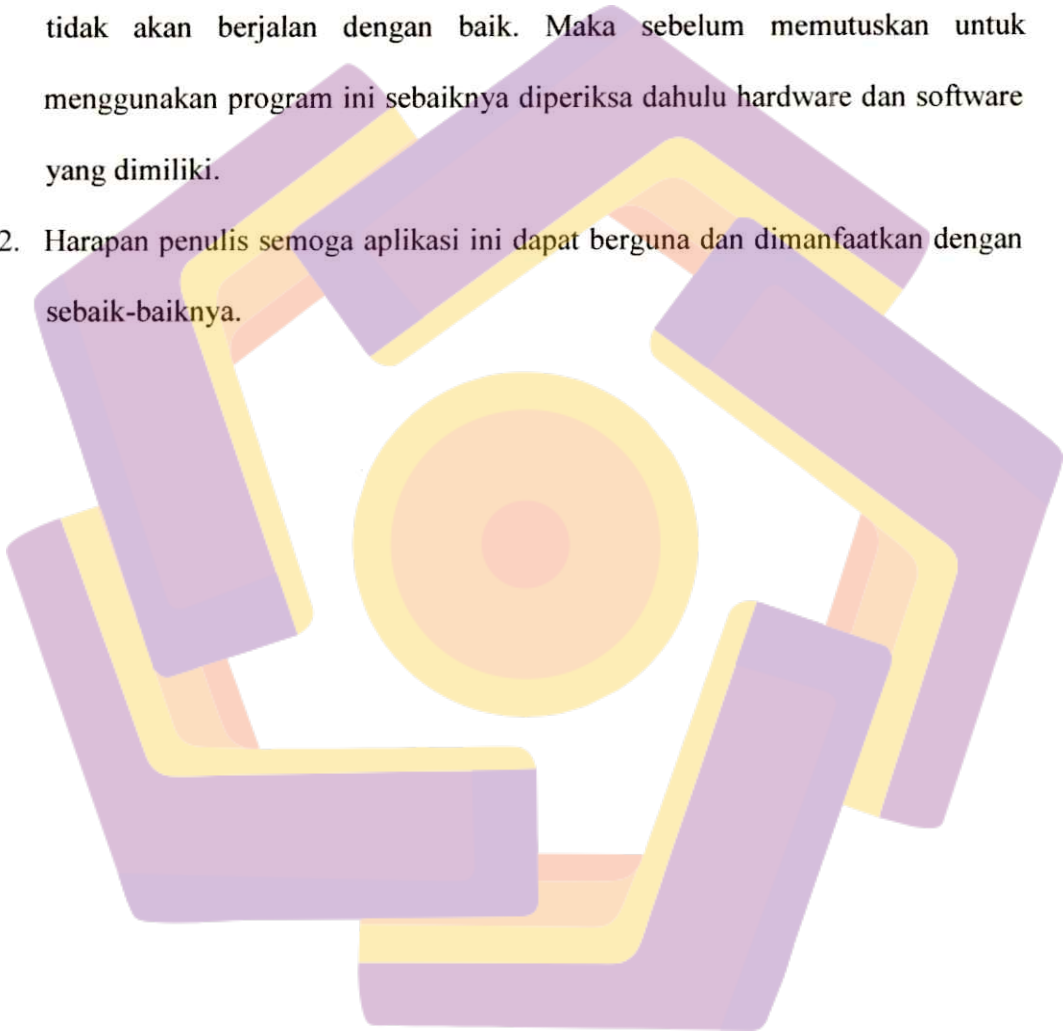 tidak akan berjalan dengan baik. Maka sebelum memutuskan untuk
menggunakan program ini sebaiknya diperiksa dahulu hardware dan software
yang dimiliki.
2. Harapan penulis semoga aplikasi ini dapat berguna dan dimanfaatkan dengan
sebaik-baiknya.